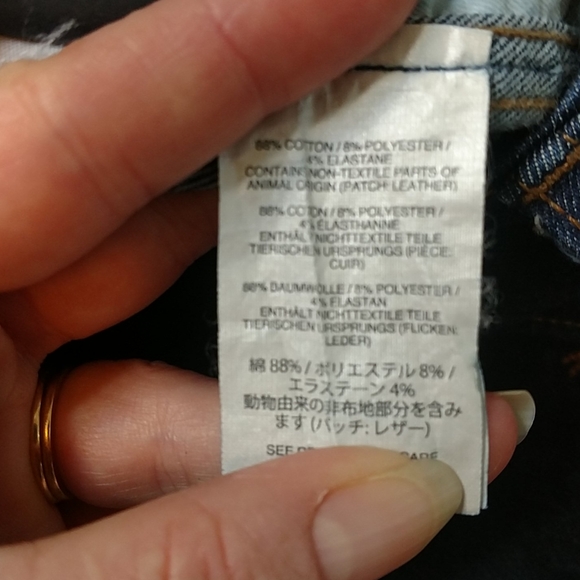 88% COTTON / 8% POLYESTER /
4% ELASTANE
CONTAINS NON-TEXTILE PARTS OF
ANIMAL ORIGIN (PATCH: LEATHER)
88% COTON / 8% POLYESTER /
4% ÉLASTHANNE
ENTHÄLT NICHTTEXTILE TEILE
TIERISCHEN URSPRUNGS (PIÈCE:
CUIR)
88% BAUMWOLLE / 8% POLYESTER /
4% ELASTAN
ENTHÄLT NICHTTEXTILE TEILE
TIERISCHEN URSPRUNGS (FLICKEN:
LEDER)
綿 88% / ポリエステル 8% /
エラステーン 4%
動物由来の非布地部分を含み
ます (パッチ: レザー)
SEE CARE